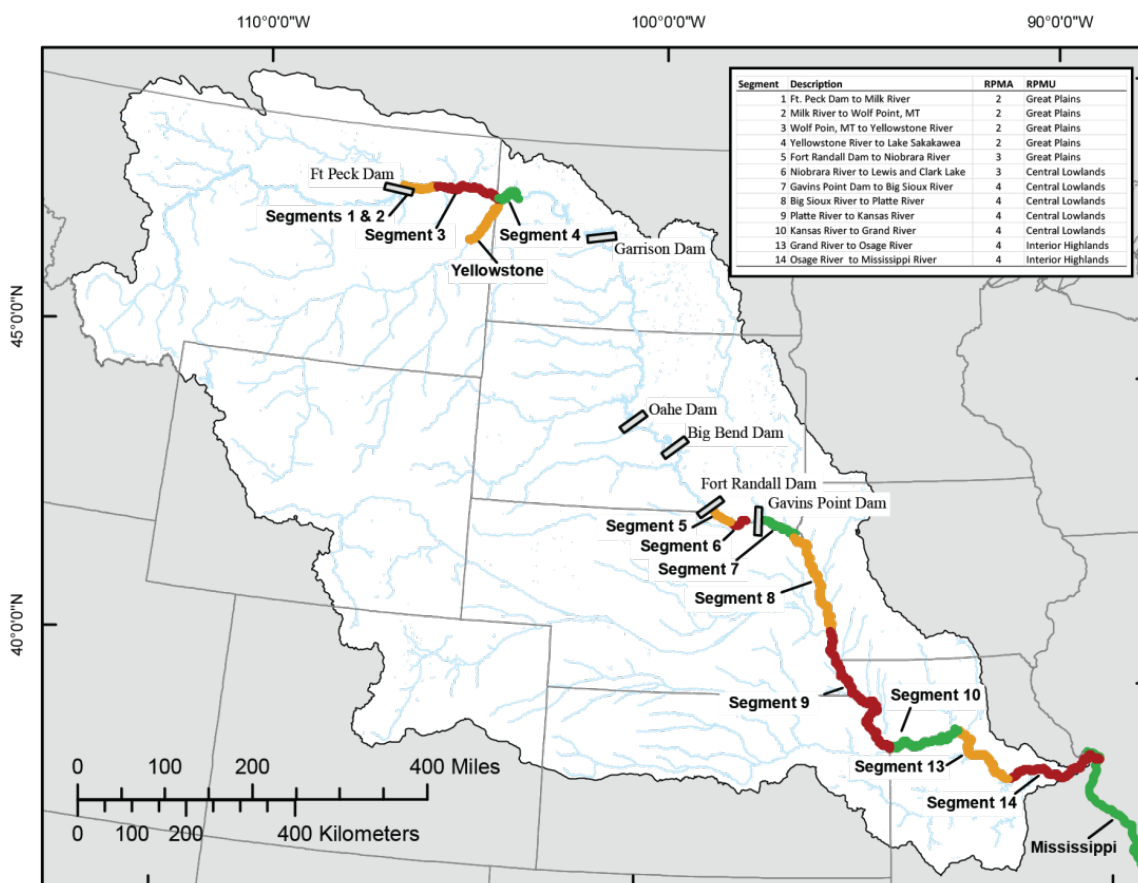 110°0'0"W 100°0'0"W 90°0'0"W
Segment Description RPMA RPMU
1 Ft. Peck Dam to Milk River 2 Great Plains
2 Milk River to Wolf Point, MT 2 Great Plains
3 Wolf Poin, MT to Yellowstone River 2 Great Plains
4 Yellowstone River to Lake Sakakawea 2 Great Plains
5 Fort Randall Dam to Niobrara River 3 Great Plains
6 Niobrara River to Lewis and Clark Lake 3 Central Lowlands
7 Gavins Point Dam to Big Sioux River 4 Central Lowlands
8 Big Sioux River to Platte River 4 Central Lowlands
9 Platte River to Kansas River 4 Central Lowlands
10 Kansas River to Grand River 4 Central Lowlands
13 Grand River to Osage River 4 Interior Highlands
14 Osage River to Mississippi River 4 Interior Highlands
Ft Peck Dam
Segments 1 & 2
Segment 3
Segment 4
Garrison Dam
Yellowstone
45°0'0"N
Oahe Dam
Big Bend Dam
Fort Randall Dam
Gavins Point Dam
Segment 5
Segment 6
Segment 7
Segment 8
40°0'0"N
Segment 9
Segment 10
Segment 13
Segment 14
Mississippi
0 100 200 400 Miles
0 100 200 400 Kilometers